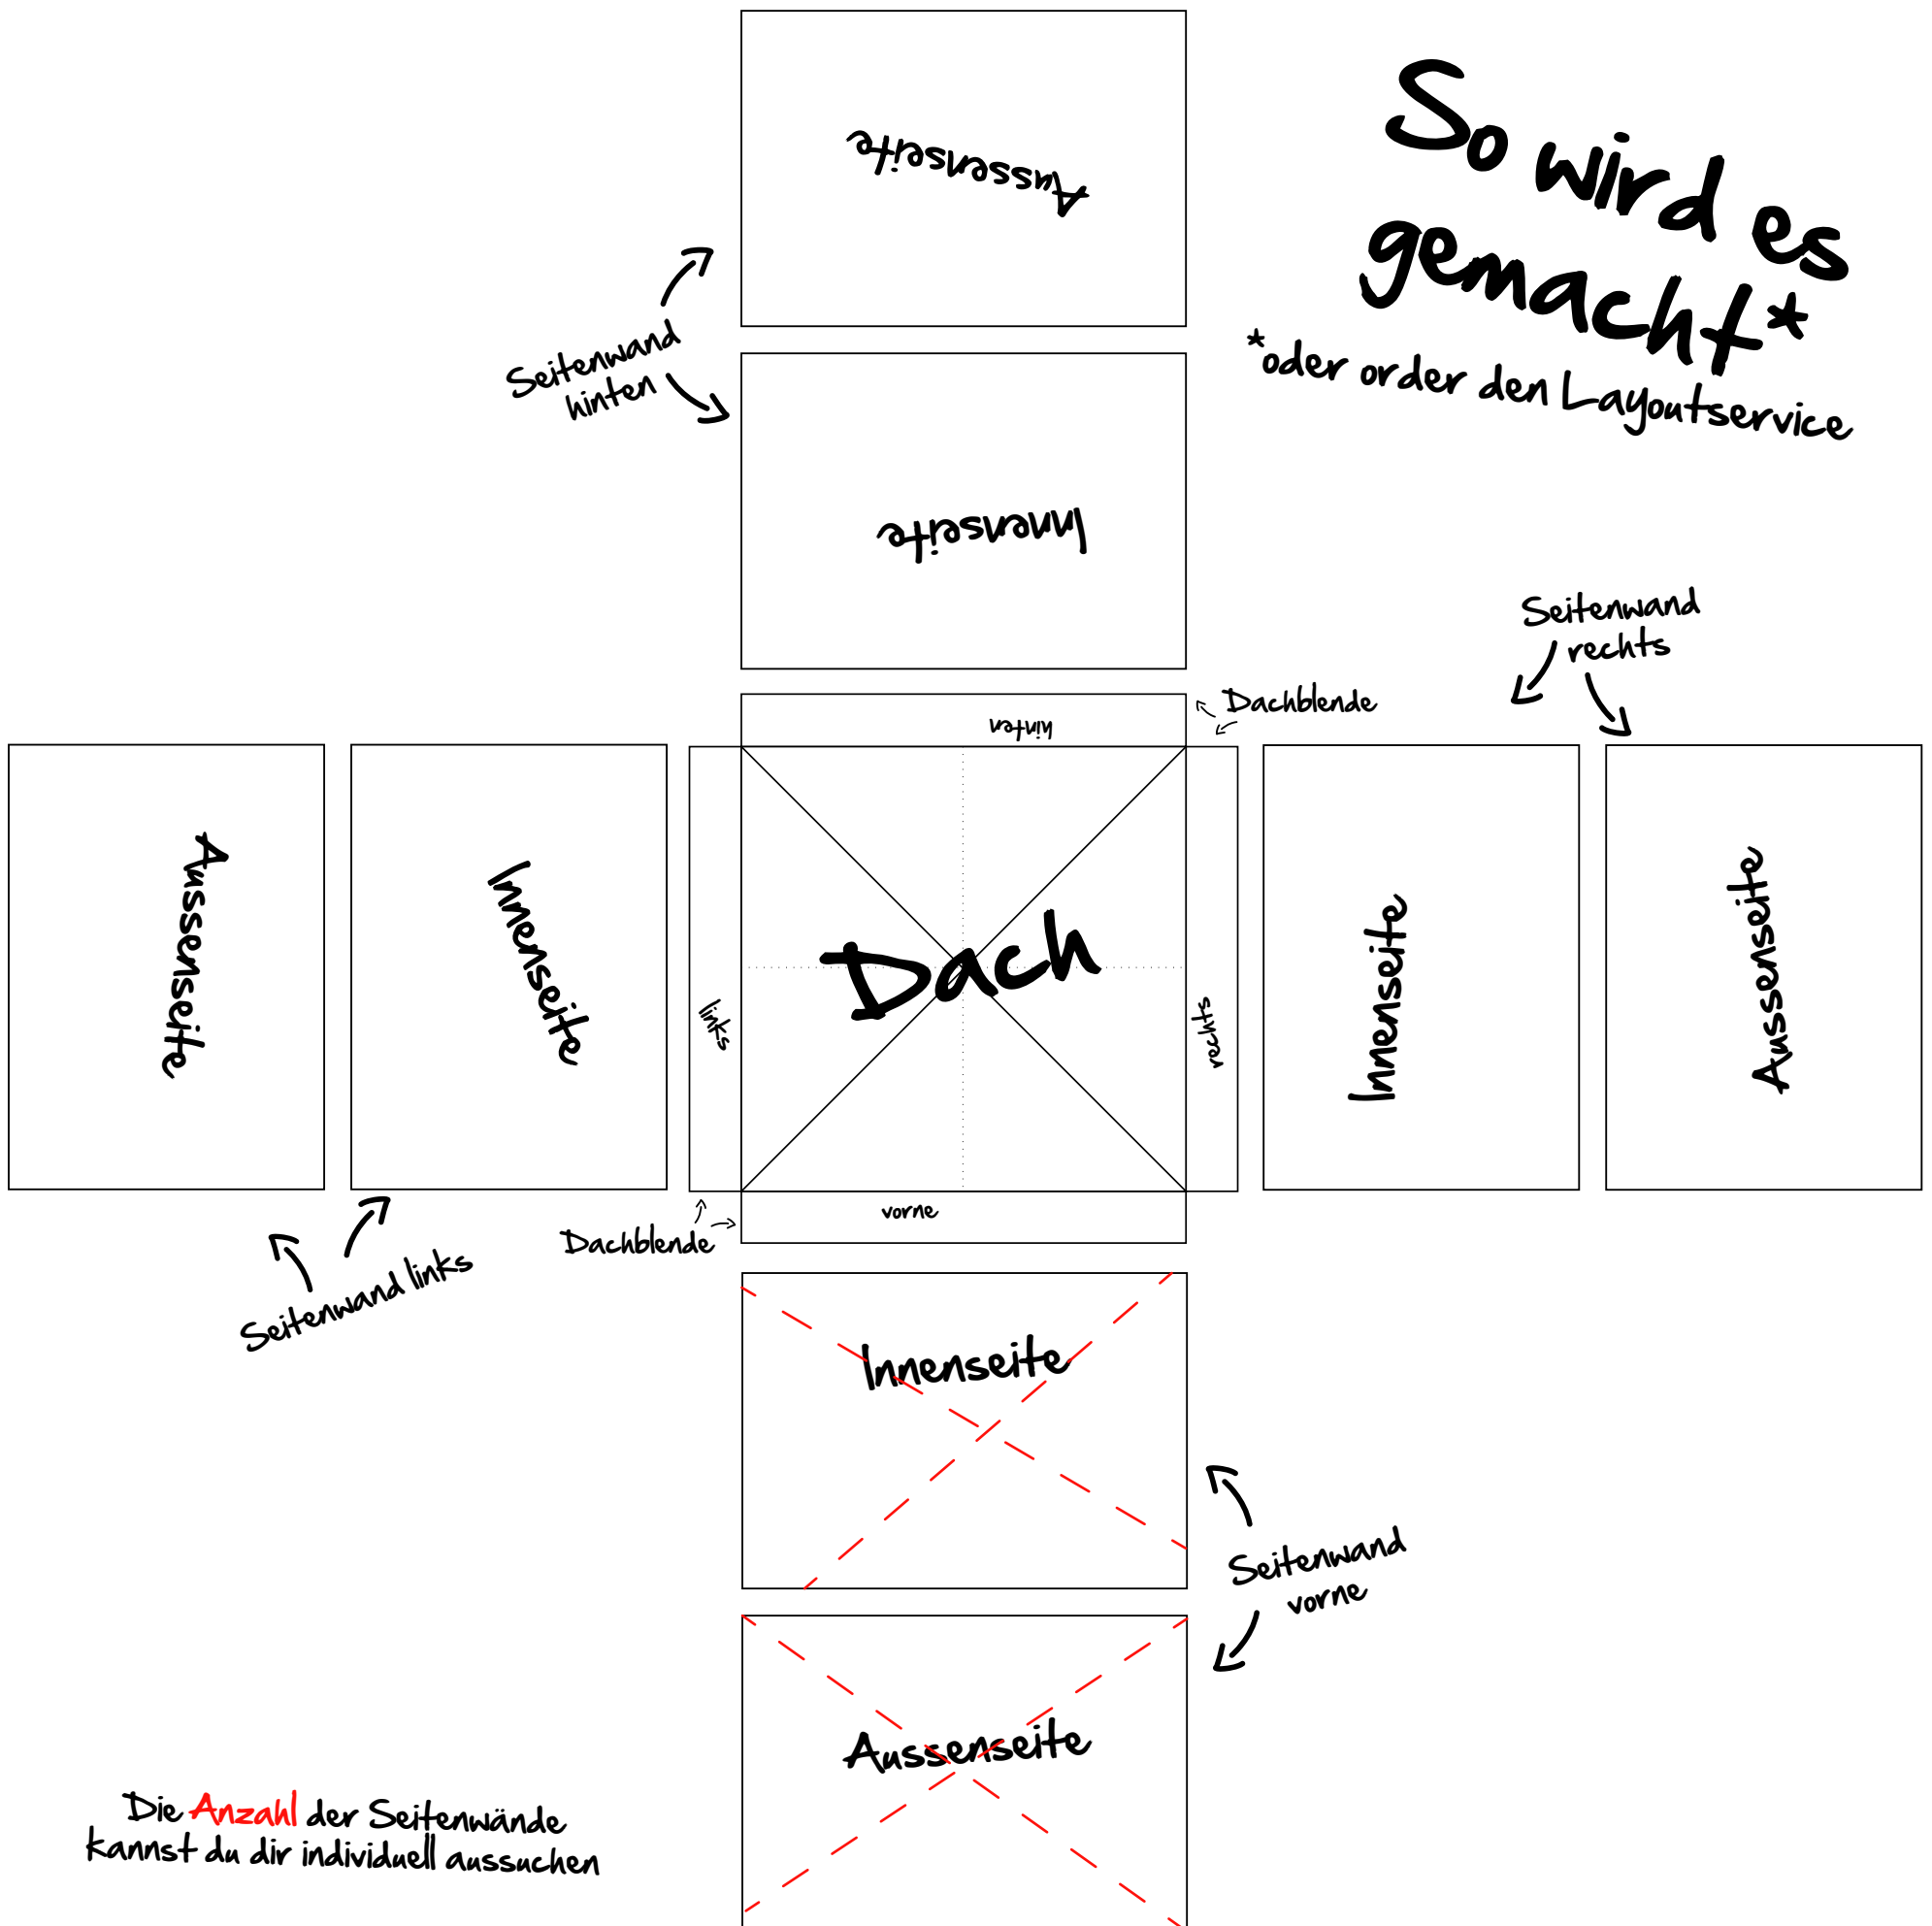 So wird es
gemacht*
*oder order den Layoutservice
Aussenseite
Seitenwand
hinten
Innenseite
Seitenwand
rechts
Dachblende
hinten
Aussenseite
Innenseite
links
Dach
rechts
Innenseite
Aussenseite
vorne
Dachblende
Seitenwand links
Innenseite
Seitenwand
vorne
Aussenseite
Die Anzahl der Seitenwände
kannst du dir individuell aussuchen